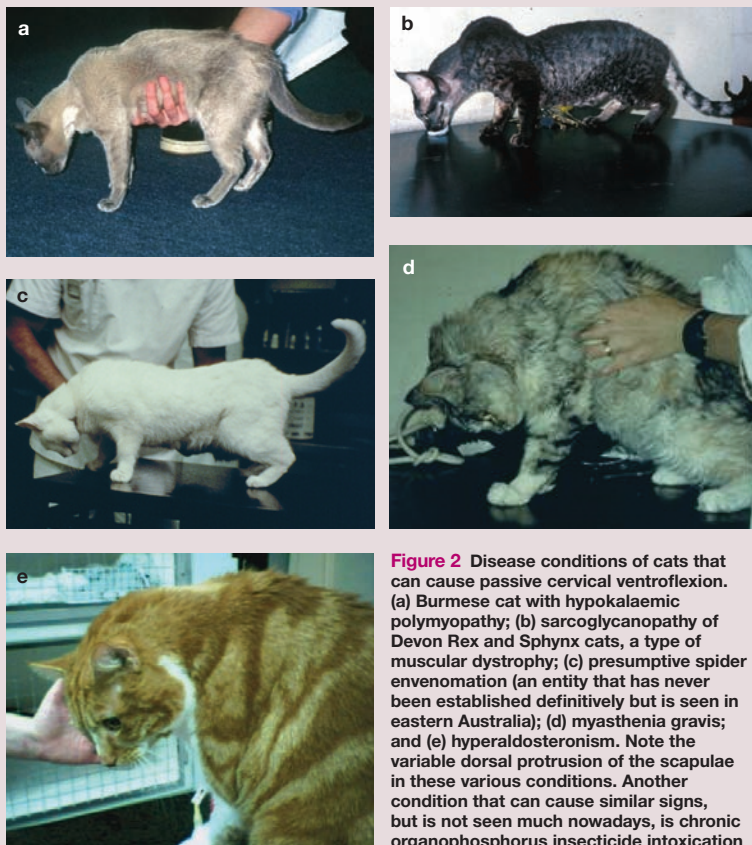 a
b
c
d
e
Figure 2 Disease conditions of cats that
can cause passive cervical ventroflexion.
(a) Burmese cat with hypokalaemic
polymyopathy; (b) sarcoglycanopathy of
Devon Rex and Sphynx cats, a type of
muscular dystrophy; (c) presumptive spider
envenomation (an entity that has never
been established definitively but is seen in
eastern Australia); (d) myasthenia gravis;
and (e) hyperaldosteronism. Note the
variable dorsal protrusion of the scapulae
in these various conditions. Another
condition that can cause similar signs,
but is not seen much nowadays, is chronic
organophosphorus insecticide intoxication